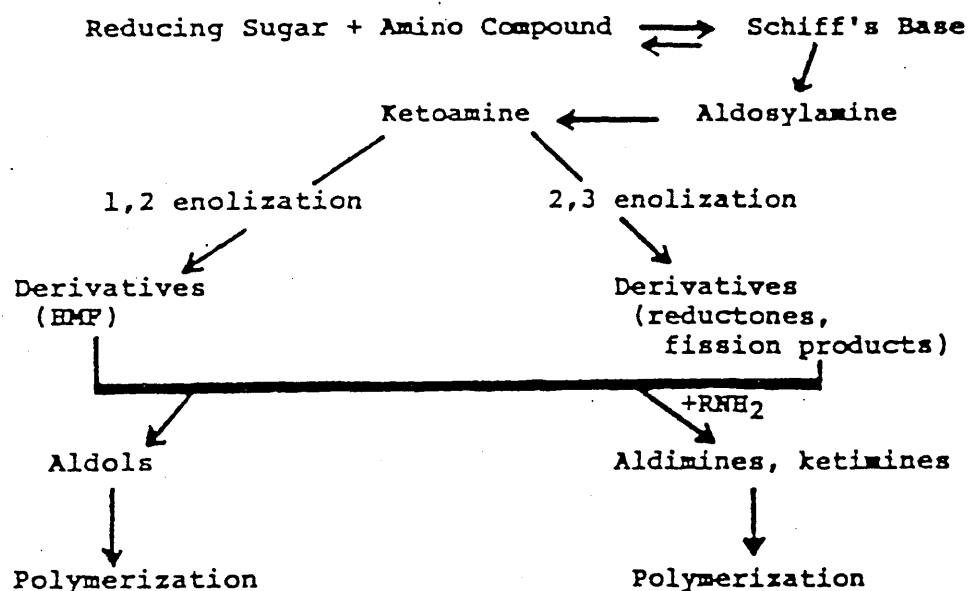 Reducing Sugar + Amino Compound Schiff's Base
Ketoamine Aldosylamine
1,2 enolization 2,3 enolization
Derivatives Derivatives
(HMF) (reductones,
fission products)
+RNH2
Aldols Aldimines, ketimines
Polymerization Polymerization